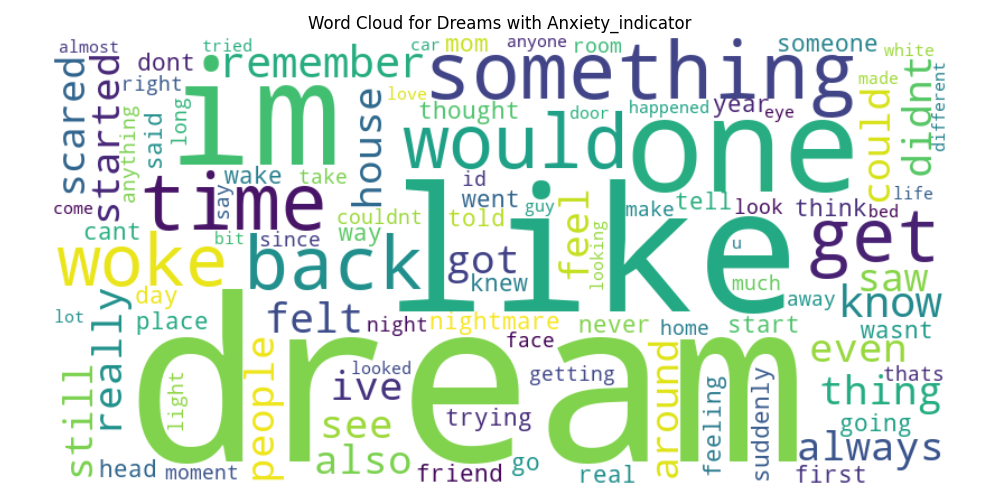 Word Cloud for Dreams with Anxiety_indicator
almost tried car mom anyone room someone white
dont remember something
right im love thought door happened year eye made
scared started anything said long house would one could didnt different
wake take id
come time say went guy make tell look think bed life
cant couldnt told feel get
bit since way looking u
woke back got knew like much away saw
day know
lot place felt night nightmare never home start wasnt
really face even
still people light dream looked ive getting around feeling suddenly thats
see trying thing
going
also always
head moment friend go real first